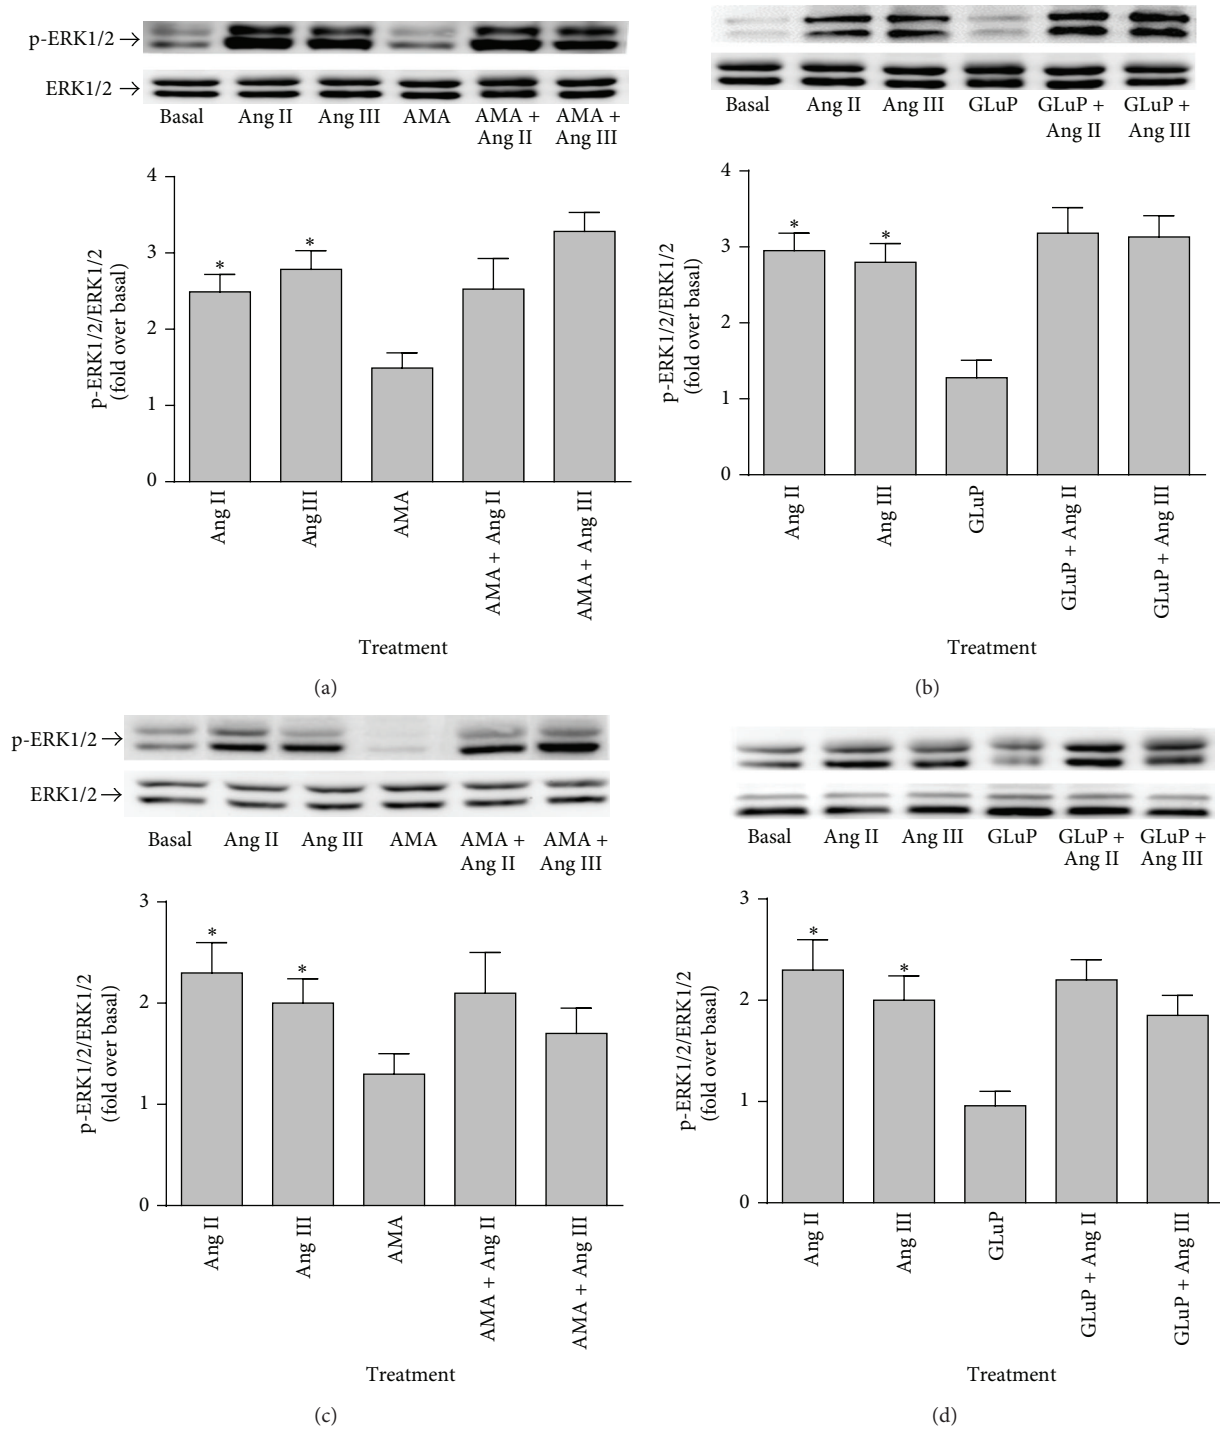 p-ERK1/2 →
ERK1/2 →
Basal Ang II Ang III AMA AMA + Ang II AMA + Ang III
4
3
2
1
0
p-ERK1/2/ERK1/2
(fold over basal)
*
*
Ang II
Ang III
AMA
AMA + Ang II
AMA + Ang III
Treatment
(a)
Basal Ang II Ang III GLuP GLuP + Ang II GLuP + Ang III
4
3
2
1
0
p-ERK1/2/ERK1/2
(fold over basal)
*
*
Ang II
Ang III
GLuP
GLuP + Ang II
GLuP + Ang III
Treatment
(b)
p-ERK1/2 →
ERK1/2 →
Basal Ang II Ang III AMA AMA + Ang II AMA + Ang III
3
2
1
0
p-ERK1/2/ERK1/2
(fold over basal)
*
*
Ang II
Ang III
AMA
AMA + Ang II
AMA + Ang III
Treatment
(c)
Basal Ang II Ang III GLuP GLuP + Ang II GLuP + Ang III
3
2
1
0
p-ERK1/2/ERK1/2
(fold over basal)
*
*
Ang II
Ang III
GLuP
GLuP + Ang II
GLuP + Ang III
Treatment
(d)